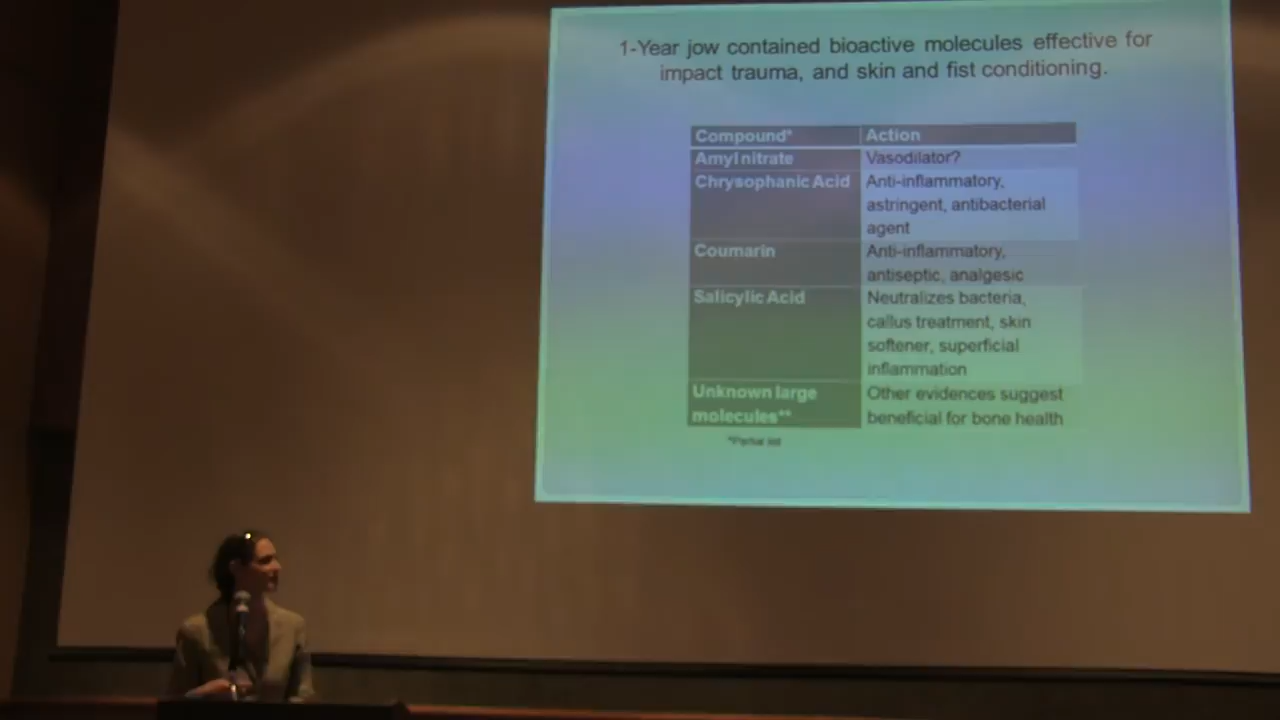 1-Year jow contained bioactive molecules effective for
impact trauma, and skin and fist conditioning.
Compound* Action
Amyl nitrate Vasodilator?
Chrysophanic Acid Anti-inflammatory,
astringent, antibacterial
agent
Coumarin Anti-inflammatory,
antiseptic, analgesic
Salicylic Acid Neutralizes bacteria,
callus treatment, skin
softener, superficial
inflammation
Unknown large Other evidences suggest
molecules** beneficial for bone health
*Partial list